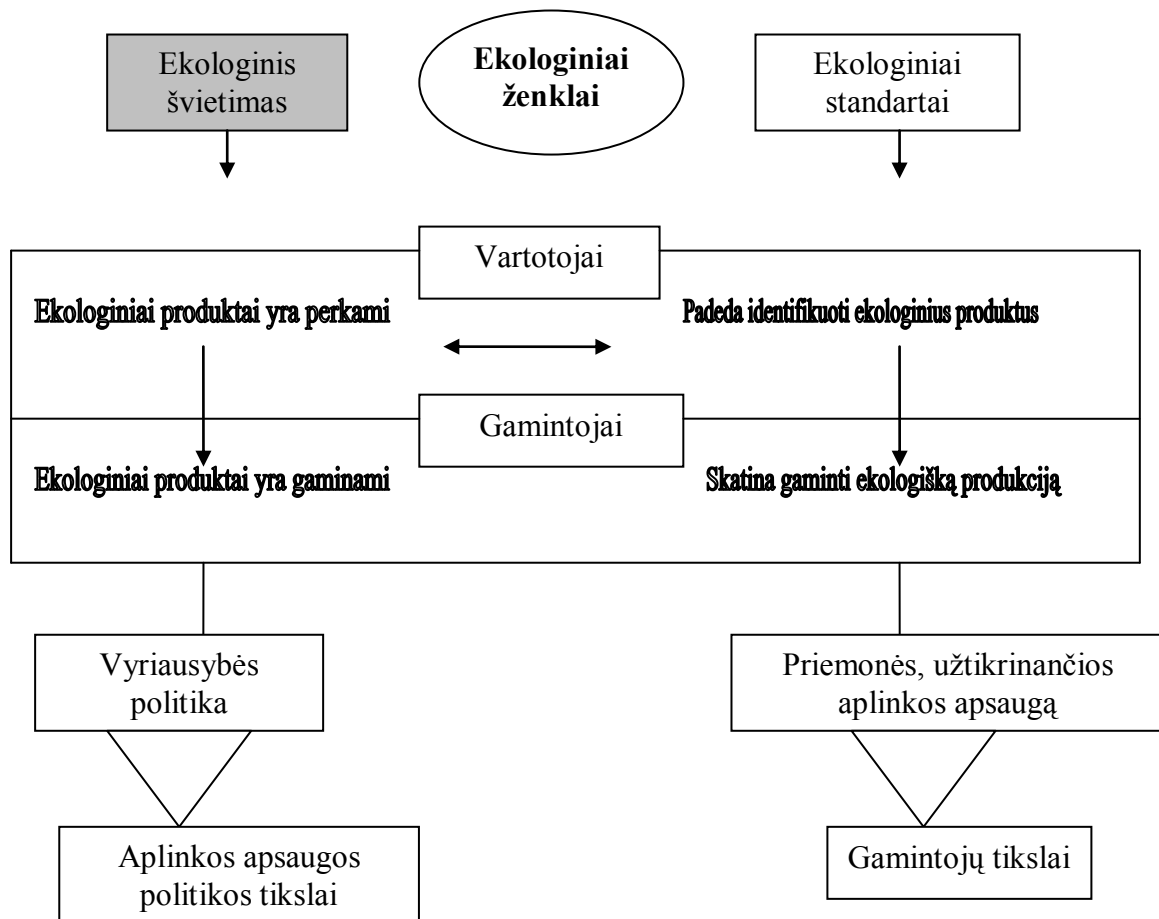 Ekologinis
švietimas
Ekologiniai
ženklai
Ekologiniai
standartai
Vartotojai
Ekologiniai produktai yra perkami
Padeda identifikuoti ekologinius produktus
Gamintojai
Ekologiniai produktai yra gaminami
Skatina gaminti ekologišką produkciją
Vyriausybės
politika
Priemonės, užtikrinančios
aplinkos apsaugą
Aplinkos apsaugos
politikos tikslai
Gamintojų tikslai